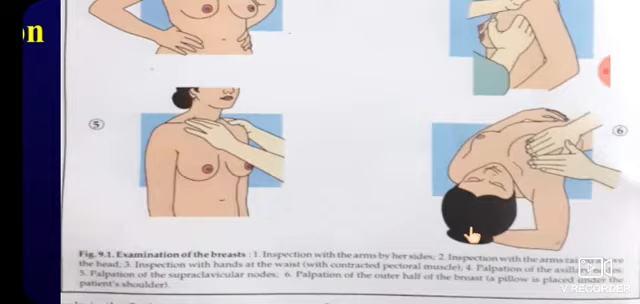 on
5
6
Fig. 9.1. Examination of the breasts : 1. Inspection with the arms by her sides; 2. Inspection with the arms
the head; 3. Inspection with hands at the waist (with contracted pectoral muscle); 4. Palpation of the
5. Palpation of the supraclavicular nodes; 6. Palpation of the outer half of the breast (a pillow is placed under the
patient's shoulder).
V RECORDER